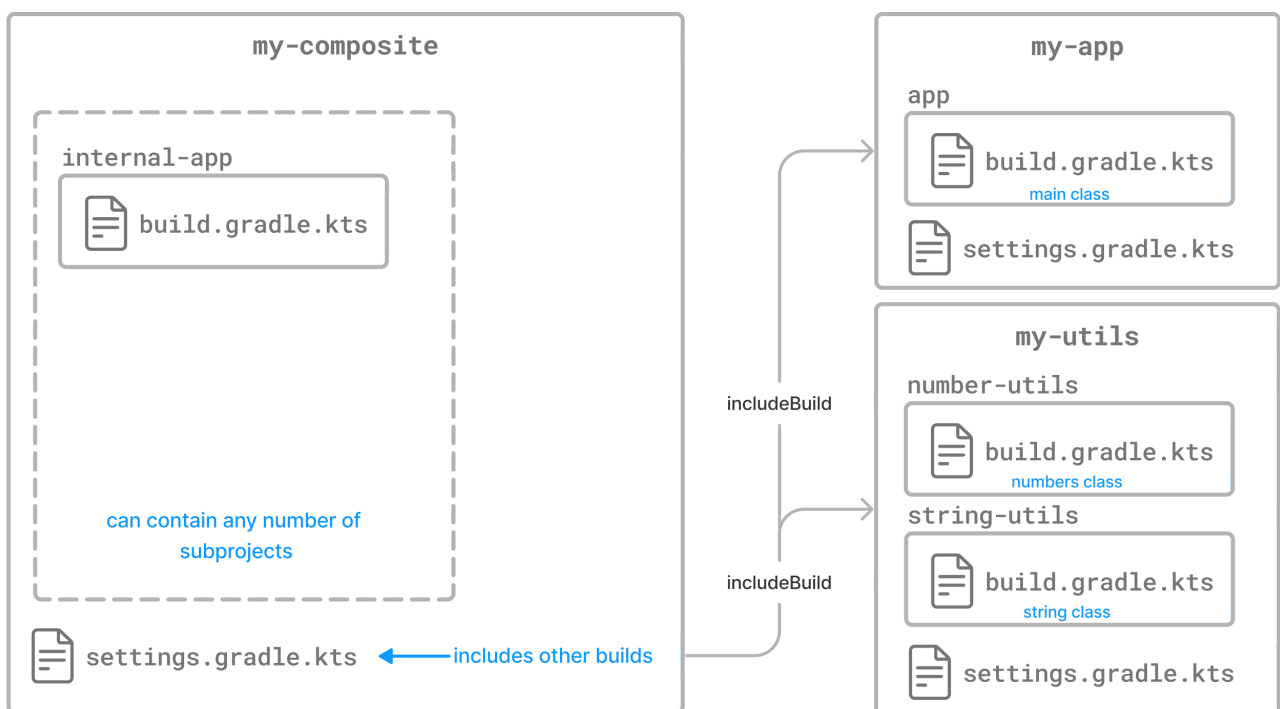 my-composite
internal-app
build.gradle.kts
can contain any number of
subprojects
settings.gradle.kts
includes other builds
includeBuild
includeBuild
my-app
app
build.gradle.kts
main class
settings.gradle.kts
my-utils
number-utils
build.gradle.kts
numbers class
string-utils
build.gradle.kts
string class
settings.gradle.kts